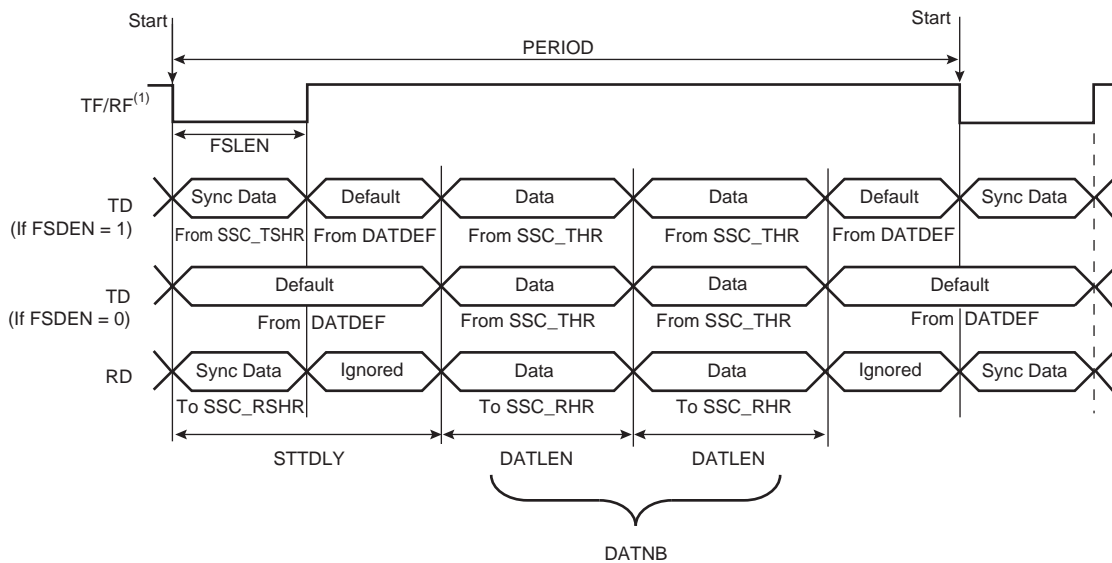 Start
Start
PERIOD
TF/RF(1)
FSLEN
TD
(If FSDEN = 1)
Sync Data
Default
Data
Data
Default
Sync Data
From SSC_TSHR
From DATDEF
From SSC_THR
From SSC_THR
From DATDEF
TD
(If FSDEN = 0)
Default
Data
Data
Default
From DATDEF
From SSC_THR
From SSC_THR
From DATDEF
RD
Sync Data
Ignored
Data
Data
Ignored
Sync Data
To SSC_RSHR
To SSC_RHR
To SSC_RHR
STTDLY
DATLEN
DATLEN
DATNB